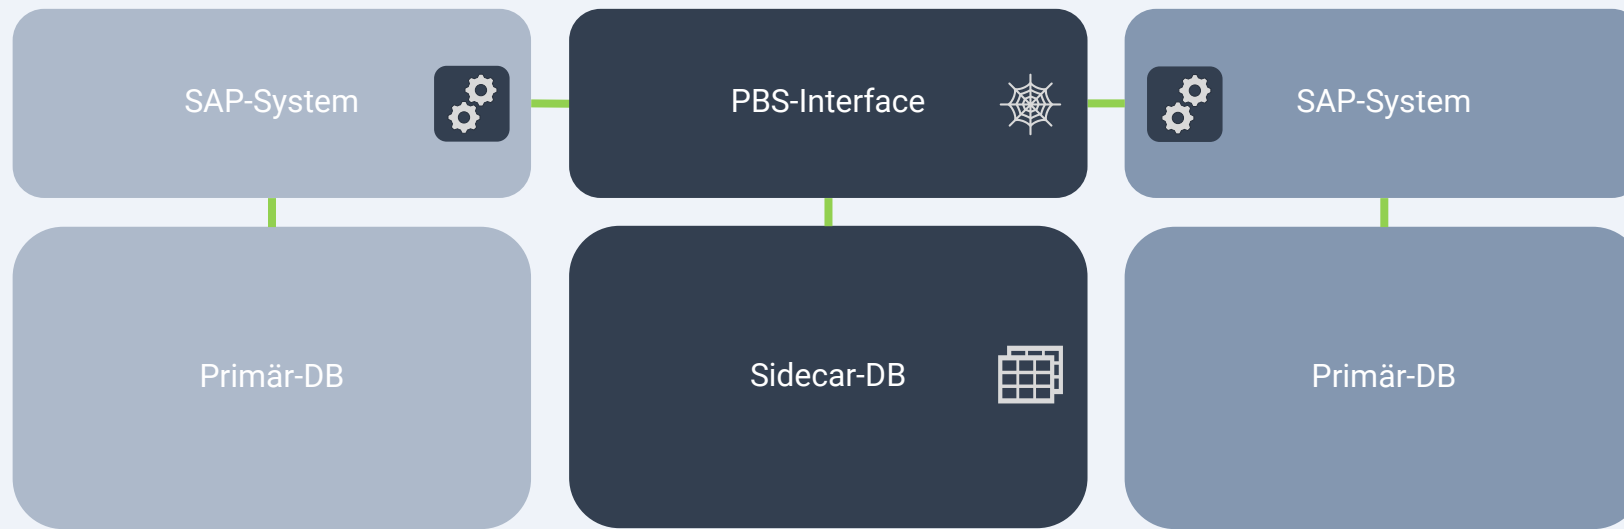 SAP-System
PBS-Interface
SAP-System
Primär-DB
Sidecar-DB
Primär-DB